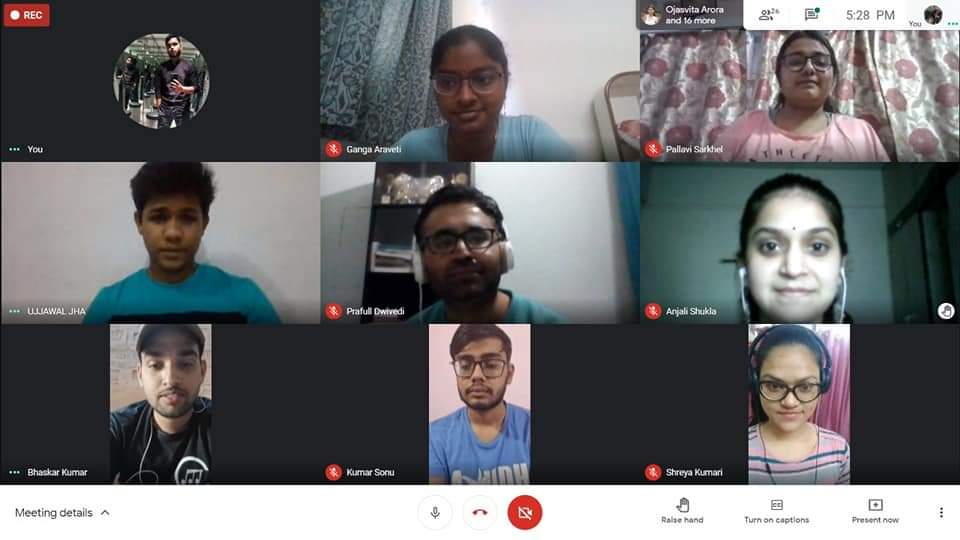 REC
Ojasvita Arora
and 16 more
26
5:28 PM
You
You
Ganga Araveti
Pallavi Sarkhel
ATHLE
UJJAWAL JHA
Prafull Dwivedi
Anjali Shukla
Bhaskar Kumar
Kumar Sonu
Shreya Kumari
Meeting details
Raise hand
Turn on captions
Present now